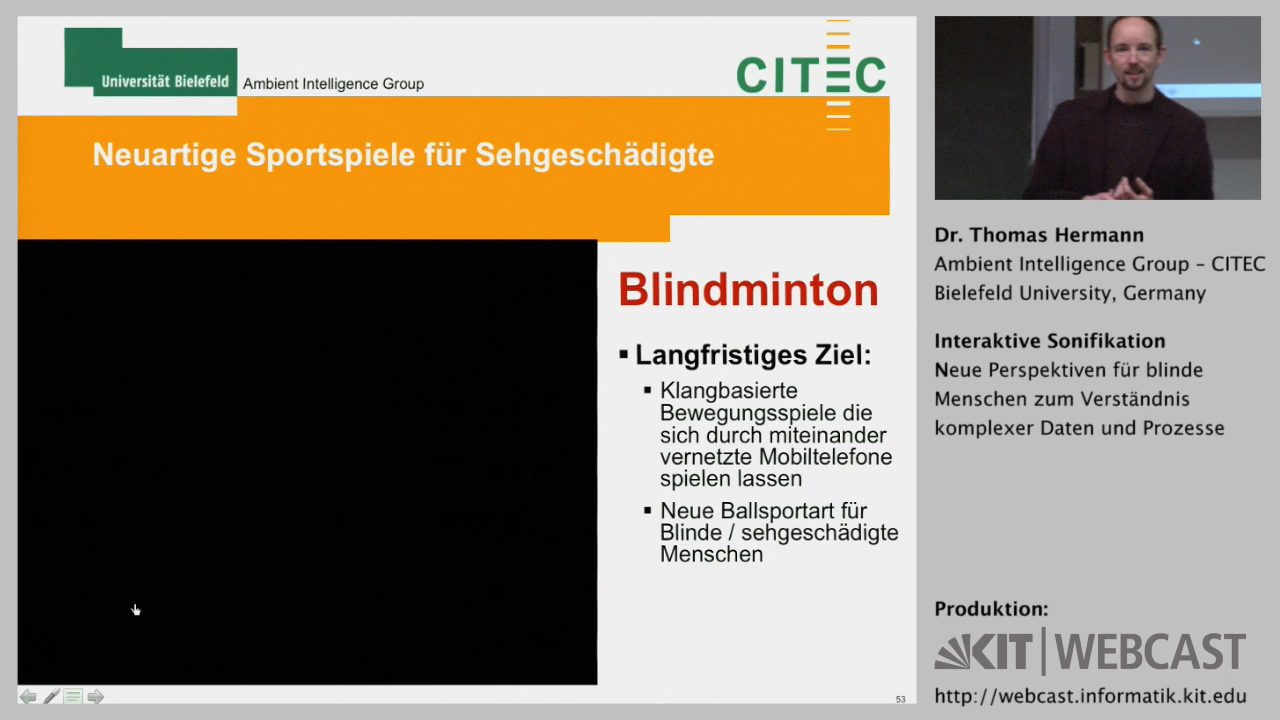 Universität Bielefeld
Ambient Intelligence Group
CITEC
Neuartige Sportspiele für Sehgeschädigte
Blindminton
Langfristiges Ziel:
Klangbasierte
Bewegungsspiele die
sich durch miteinander
vernetzte Mobiltelefone
spielen lassen
Neue Ballsportart für
Blinde / sehgeschädigte
Menschen
53
Dr. Thomas Hermann
Ambient Intelligence Group – CITEC
Bielefeld University, Germany
Interaktive Sonifikation
Neue Perspektiven für blinde
Menschen zum Verständnis
komplexer Daten und Prozesse
Produktion:
KIT | WEBCAST
http://webcast.informatik.kit.edu